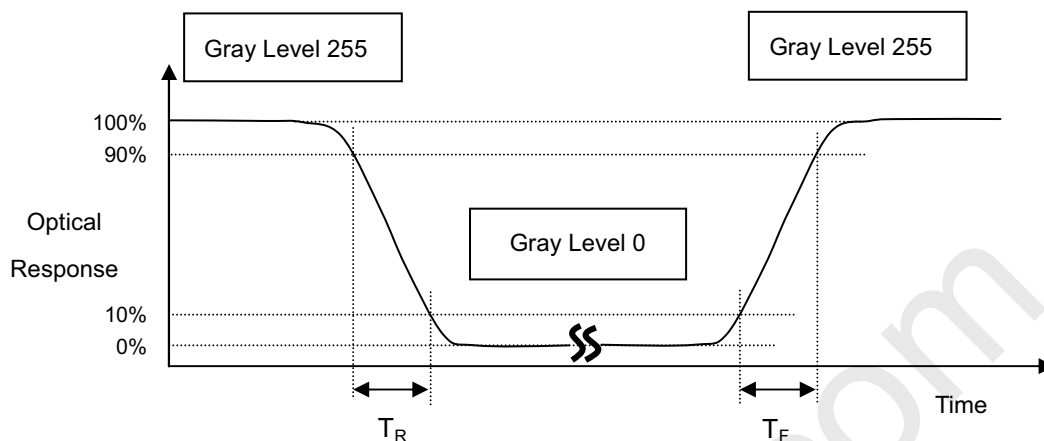 Gray Level 255
Gray Level 255
100%
90%
Optical
Response
Gray Level 0
10%
0%
Time
T_R
T_F